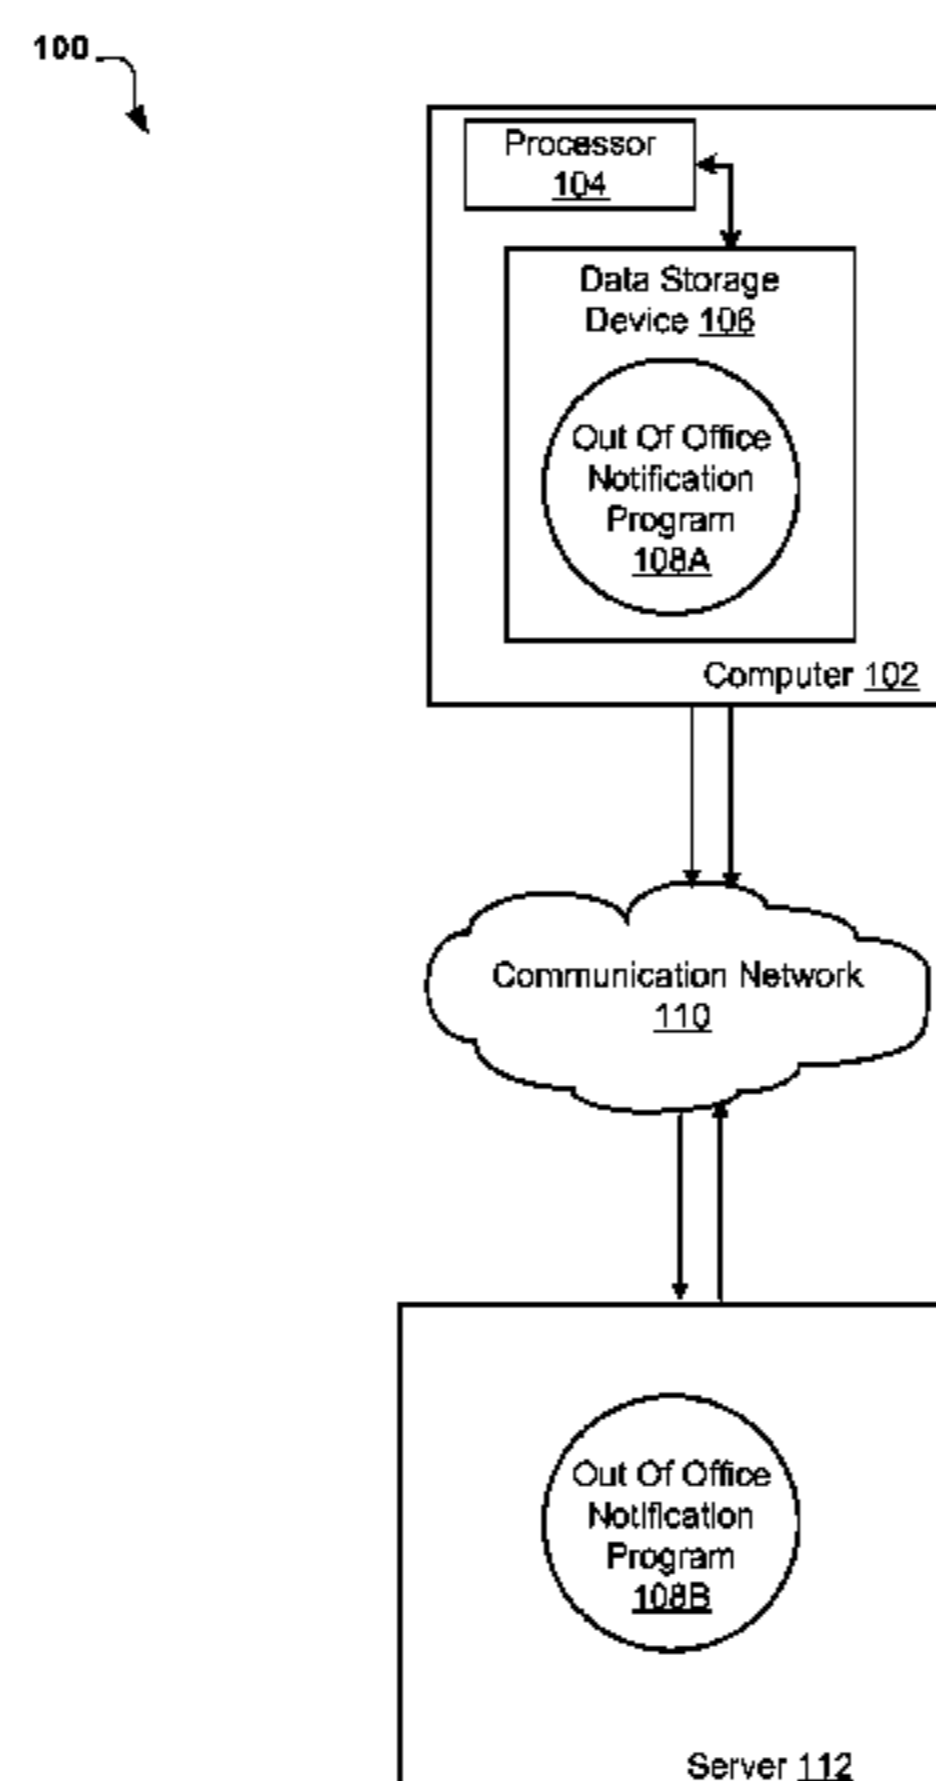 100
Processor
104
Data Storage
Device 106
Out Of Office
Notification
Program
108A
Computer 102
Communication Network
110
Out Of Office
Notification
Program
108B
Server 112